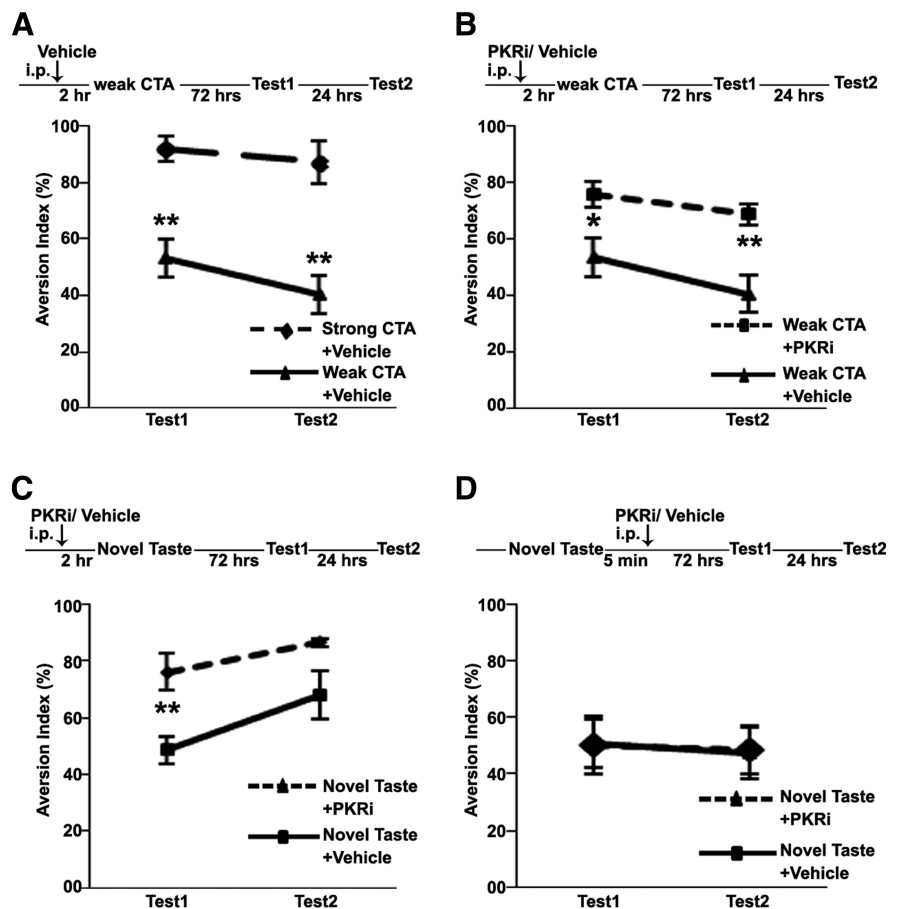 A
Vehicle
i.p.
2 hr weak CTA 72 hrs Test1 24 hrs Test2
Aversion Index (%)
100
80
60
40
20
00
**
**
Strong CTA
+Vehicle
Weak CTA
+Vehicle
Test1 Test2
B
PKRi/ Vehicle
i.p.
2 hr weak CTA 72 hrs Test1 24 hrs Test2
Aversion Index (%)
100
80
60
40
20
00
*
**
Weak CTA
+PKRi
Weak CTA
+Vehicle
Test1 Test2
C
PKRi/ Vehicle
i.p.
2 hr Novel Taste 72 hrs Test1 24 hrs Test2
Aversion Index (%)
100
80
60
40
20
00
**
Novel Taste
+PKRi
Novel Taste
+Vehicle
Test1 Test2
D
PKRi/ Vehicle
i.p.
Novel Taste 5 min 72 hrs Test1 24 hrs Test2
Aversion Index (%)
100
80
60
40
20
00
Novel Taste
+PKRi
Novel Taste
+Vehicle
Test1 Test2